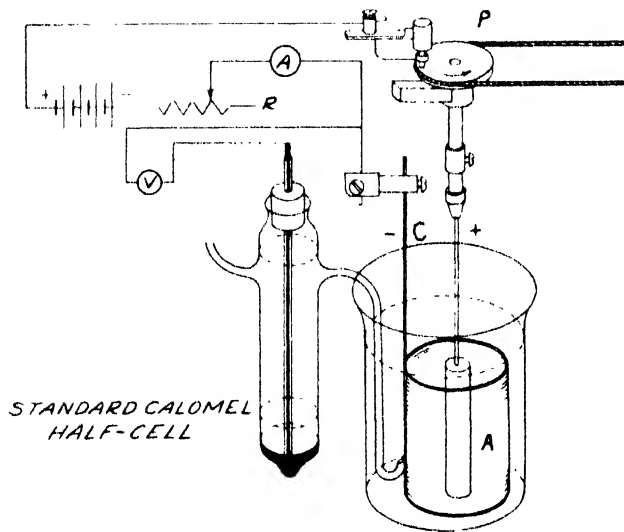 P
A
+ -
R
V
- C +
STANDARD CALOMEL
HALF-CELL
A